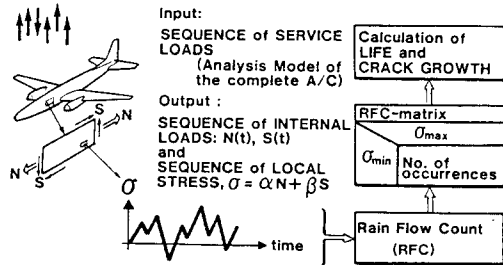 Input:
SEQUENCE of SERVICE
LOADS
(Analysis Model of
the complete A/C)
Output :
SEQUENCE of INTERNAL
LOADS: N(t), S(t)
and
SEQUENCE of LOCAL
STRESS, σ = αN + βS
N
S
S
N
σ
time
Calculation of
LIFE and
CRACK GROWTH
RFC-matrix
σmax
σmin
No. of
occurrences
Rain Flow Count
(RFC)